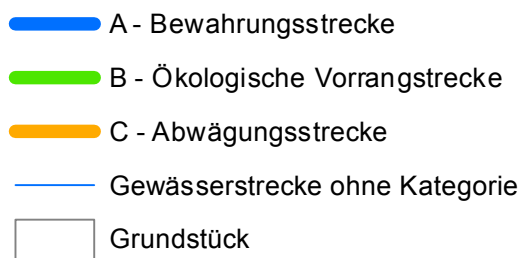 A - Bewahrungsstrecke
B - Ökologische Vorrangstrecke
C - Abwägungsstrecke
Gewässerstrecke ohne Kategorie
Grundstück